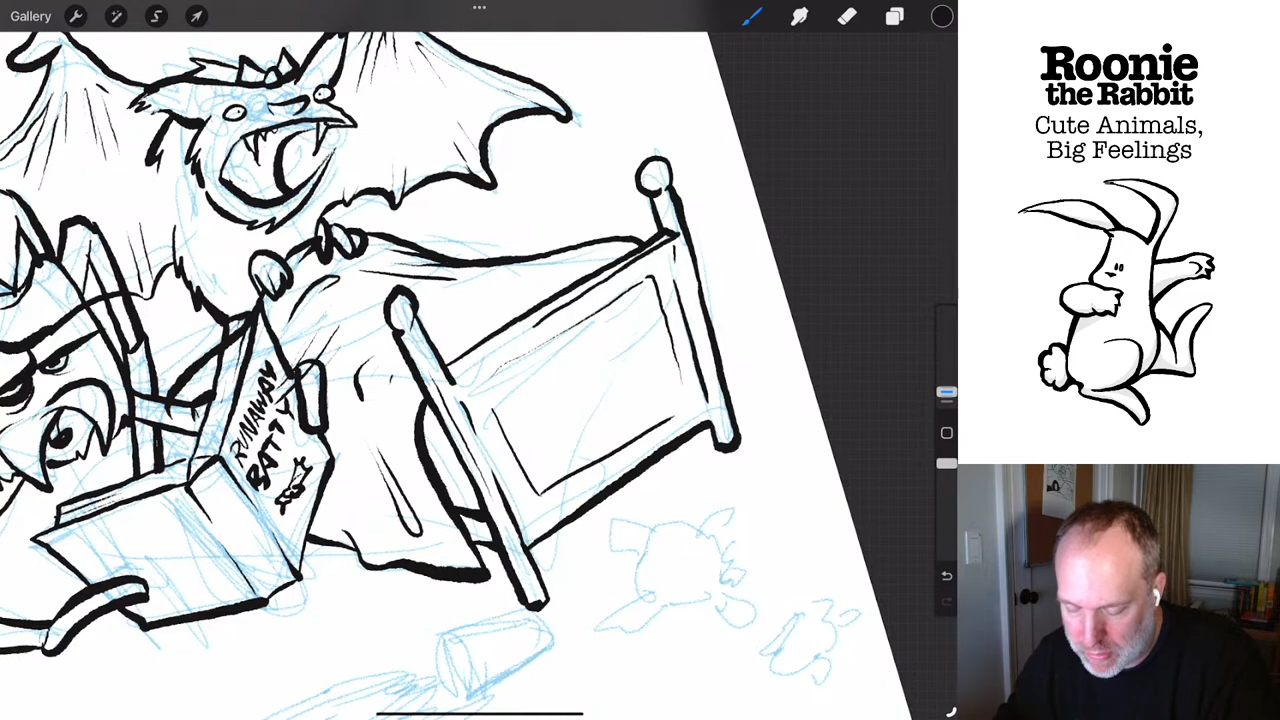 Gallery
Roonie
the Rabbit
Cute Animals,
Big Feelings
RUNAWAY
BATTY